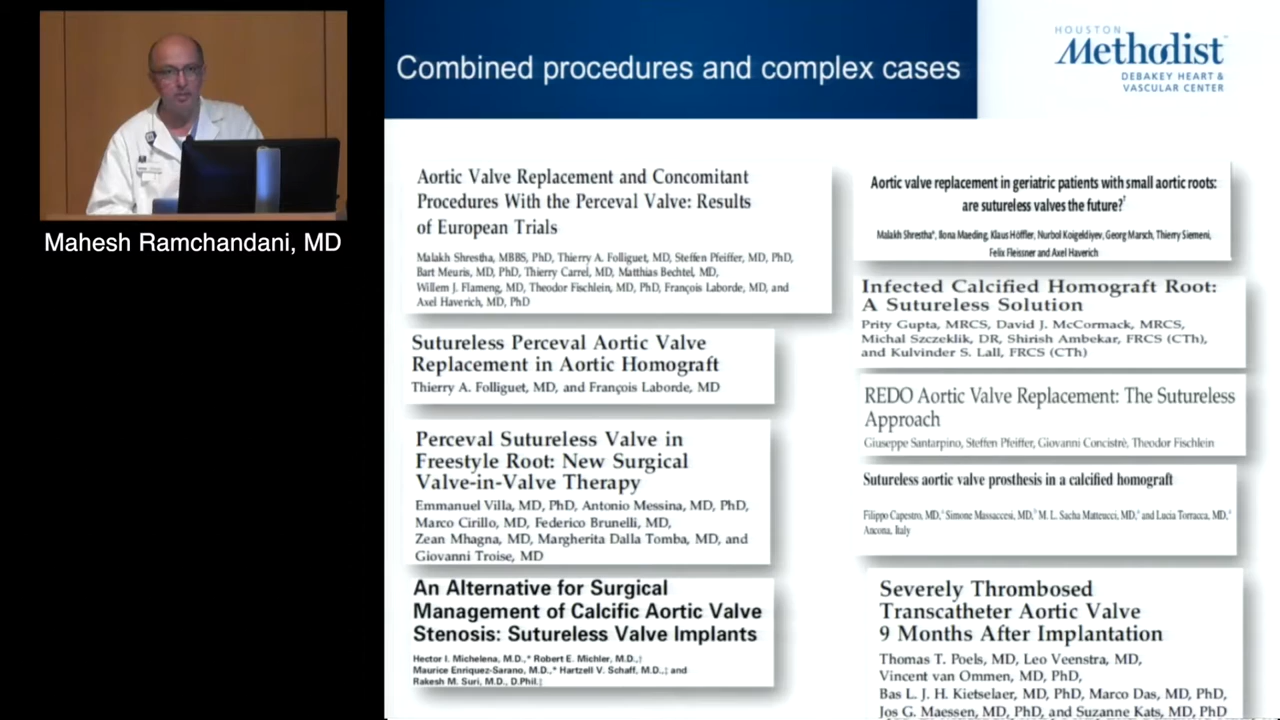 Mahesh Ramchandani, MD
Combined procedures and complex cases
HOUSTON
Methodist
DEBAKEY HEART &
VASCULAR CENTER
Aortic Valve Replacement and Concomitant
Procedures With the Perceval Valve: Results
of European Trials
Malakh Shrestha, MBBS, PhD, Thierry A. Folliguet, MD, Steffen Pfeiffer, MD, PhD,
Bart Meuris, MD, PhD, Thierry Carrel, MD, Matthias Bechtel, MD,
Willem J. Flameng, MD, Theodor Fischlein, MD, PhD, François Laborde, MD, and
Axel Haverich, MD, PhD
Sutureless Perceval Aortic Valve
Replacement in Aortic Homograft
Thierry A. Folliguet, MD, and François Laborde, MD
Perceval Sutureless Valve in
Freestyle Root: New Surgical
Valve-in-Valve Therapy
Emmanuel Villa, MD, PhD, Antonio Messina, MD, PhD,
Marco Cirillo, MD, Federico Brunelli, MD,
Zean Mhagna, MD, Margherita Dalla Tomba, MD, and
Giovanni Troise, MD
An Alternative for Surgical
Management of Calcific Aortic Valve
Stenosis: Sutureless Valve Implants
Hector I. Michelena, M.D.,* Robert E. Michler, M.D.,†
Maurice Enriquez-Sarano, M.D.,* Hartzell V. Schaff, M.D.,‡ and
Rakesh M. Suri, M.D., D.Phil.‡
Aortic valve replacement in geriatric patients with small aortic roots:
are sutureless valves the future?†
Malakh Shrestha*, Ilona Maeding, Klaus Höffler, Nurbol Koigeldiyev, Georg Marsch, Thierry Siemeni,
Felix Fleissner and Axel Haverich
Infected Calcified Homograft Root:
A Sutureless Solution
Prity Gupta, MRCS, David J. McCormack, MRCS,
Michal Szczeklik, DR, Shirish Ambekar, FRCS (CTh),
and Kulvinder S. Lall, FRCS (CTh)
REDO Aortic Valve Replacement: The Sutureless
Approach
Giuseppe Santarpino, Steffen Pfeiffer, Giovanni Concistrè, Theodor Fischlein
Sutureless aortic valve prosthesis in a calcified homograft
Filippo Capestro, MD, Simone Massaccesi, MD, M. L. Sacha Matteucci, MD, and Lucia Torracca, MD,
Ancona, Italy
Severely Thrombosed
Transcatheter Aortic Valve
9 Months After Implantation
Thomas T. Poels, MD, Leo Veenstra, MD,
Vincent van Ommen, MD, PhD,
Bas L. J. H. Kietselaer, MD, PhD, Marco Das, MD, PhD,
Jos G. Maessen, MD, PhD, and Suzanne Kats, MD, PhD